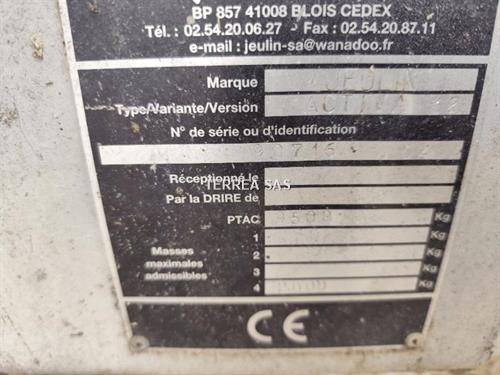 BP 857 41008 BLOIS CEDEX
Tél. : 02.54.20.06.27 - Fax : 02.54.20.87.11
e-mail : jeulin-sa@wanadoo.fr
Marque JEULIN
Type/Variante/Version
N° de série ou d'identification
Réceptionné le
TERREA SAS
Par la DRIRE de
PTAC Kg
1 Kg
Masses 2 Kg
maximales 3 Kg
admissibles 4 Kg
CE